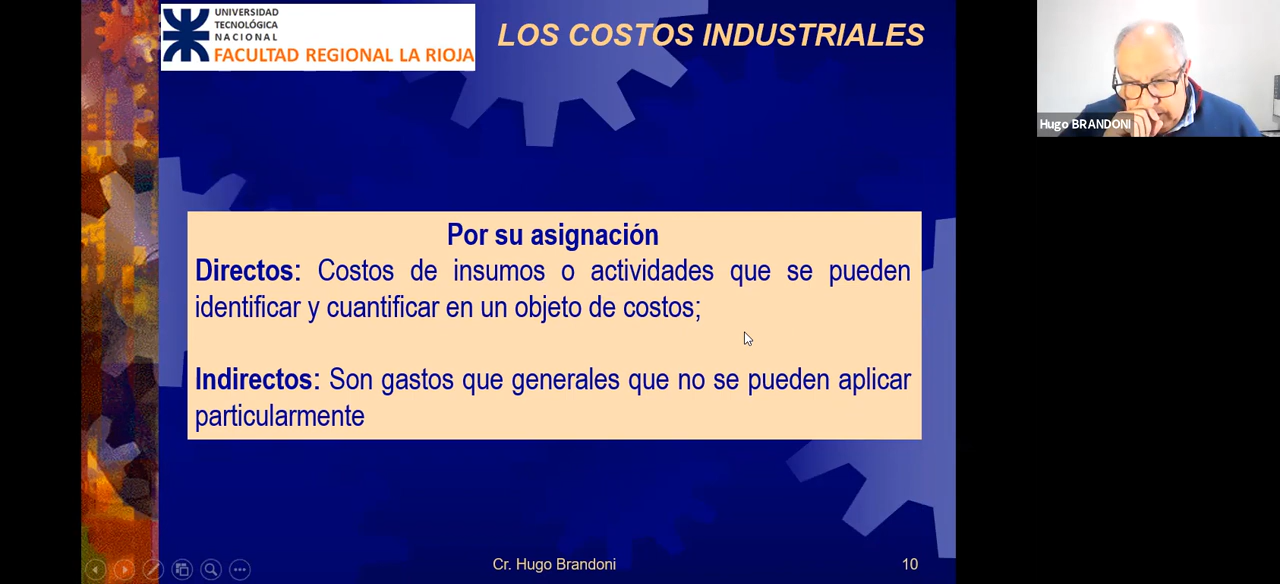 UNIVERSIDAD
TECNOLÓGICA
NACIONAL
FACULTAD REGIONAL LA RIOJA
LOS COSTOS INDUSTRIALES
Hugo BRANDONI
Por su asignación
Directos: Costos de insumos o actividades que se pueden
identificar y cuantificar en un objeto de costos;
Indirectos: Son gastos que generales que no se pueden aplicar
particularmente
Cr. Hugo Brandoni
10